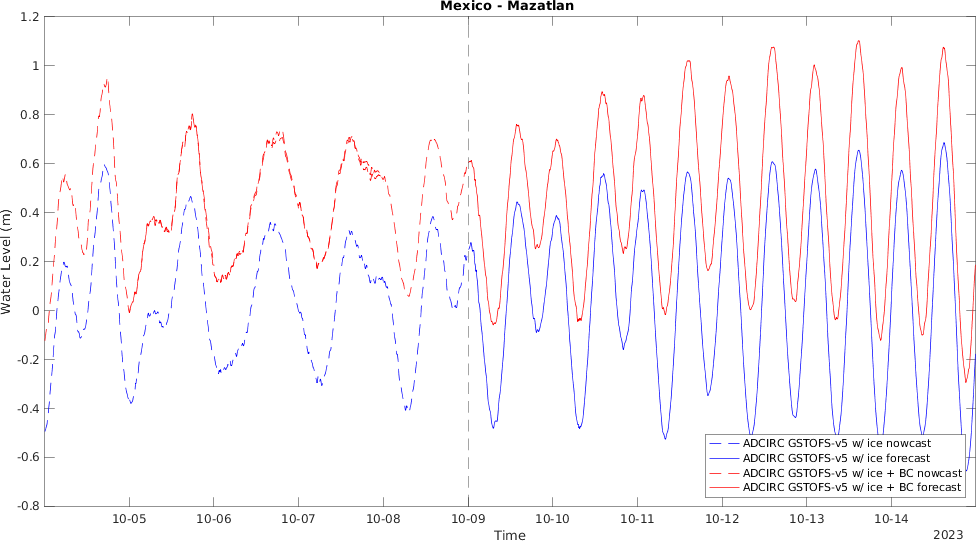 Mexico - Mazatlan
1.2
1
0.8
0.6
0.4
0.2
0
-0.2
-0.4
-0.6
-0.8
Water Level (m)
ADCIRC GSTOFS-v5 w/ ice nowcast
ADCIRC GSTOFS-v5 w/ ice forecast
ADCIRC GSTOFS-v5 w/ ice + BC nowcast
ADCIRC GSTOFS-v5 w/ ice + BC forecast
10-05 10-06 10-07 10-08 10-09 10-10 10-11 10-12 10-13 10-14
Time
2023